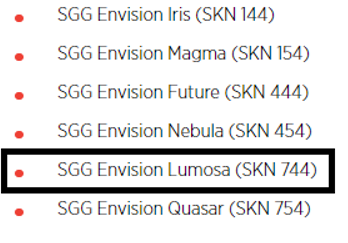 SGG Envision Iris (SKN 144)
SGG Envision Magma (SKN 154)
SGG Envision Future (SKN 444)
SGG Envision Nebula (SKN 454)
SGG Envision Lumosa (SKN 744)
SGG Envision Quasar (SKN 754)